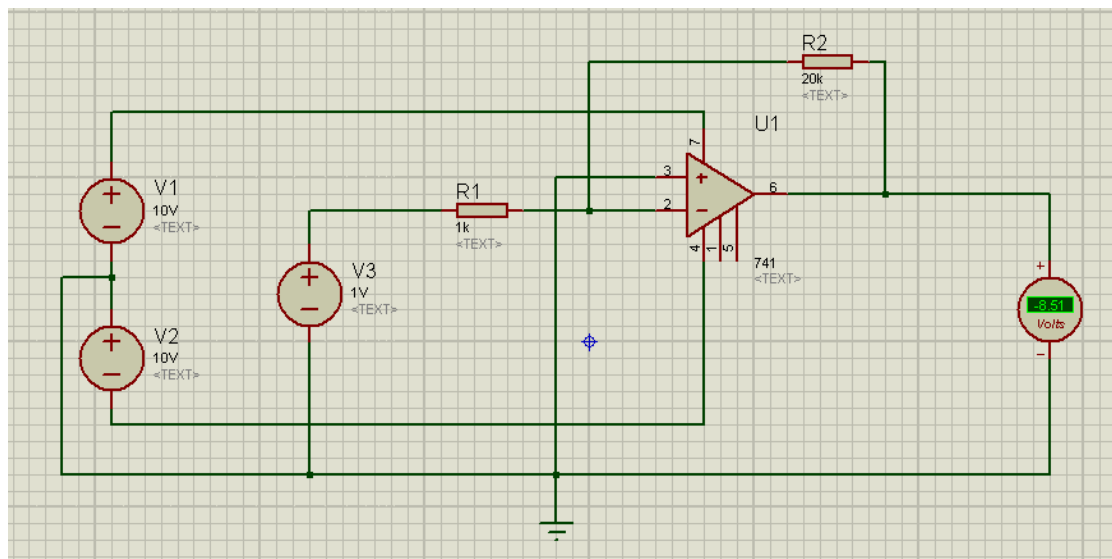 R2
20k
<TEXT>
U1
7
3
+
6
2
−
4
1
5
741
<TEXT>
V1
10V
<TEXT>
+
−
R1
1k
<TEXT>
V3
1V
<TEXT>
+
−
V2
10V
<TEXT>
+
−
+
-8.51
Volts
−